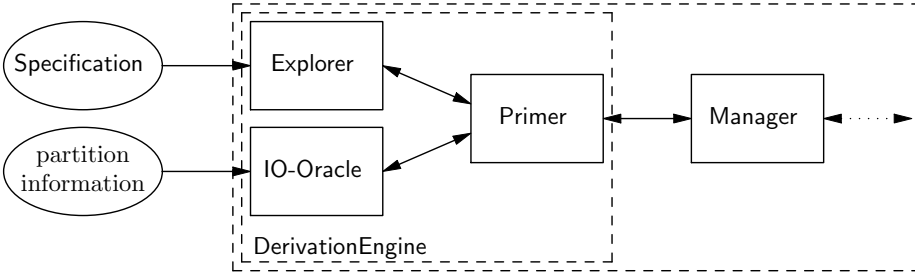 Specification
Explorer
Primer
Manager
partition
information
IO-Oracle
DerivationEngine